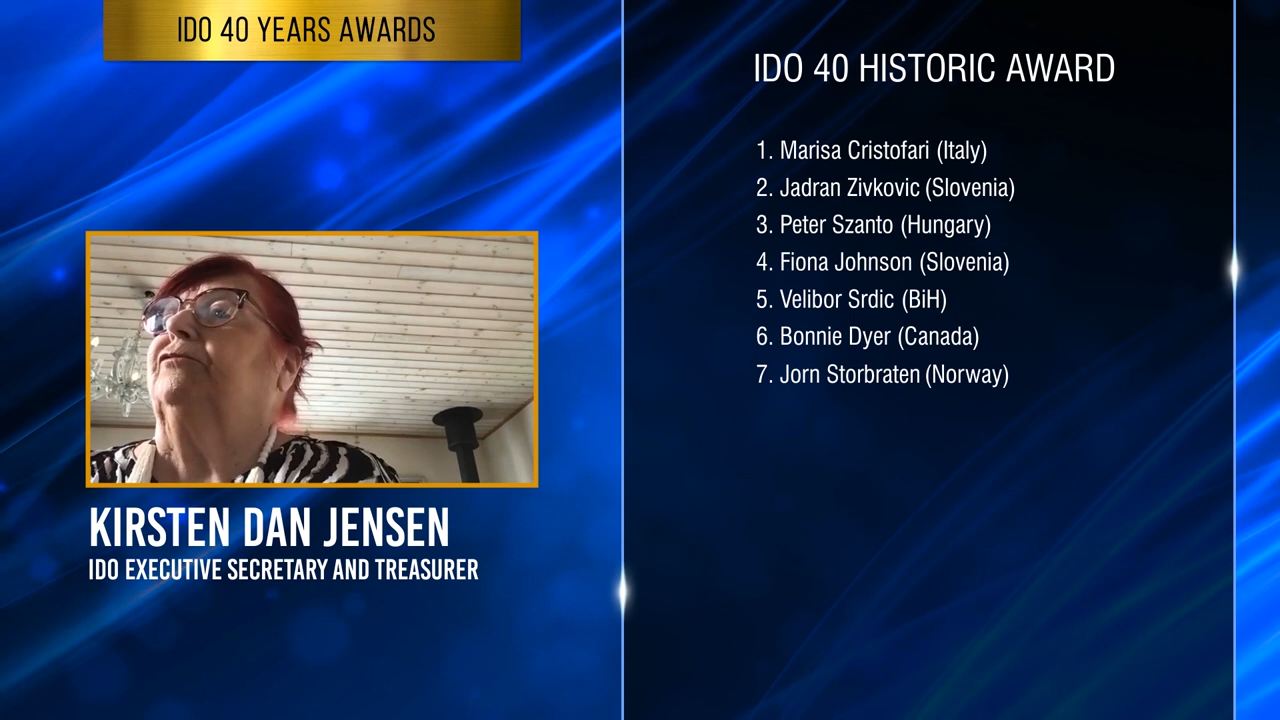 IDO 40 YEARS AWARDS
KIRSTEN DAN JENSEN
IDO EXECUTIVE SECRETARY AND TREASURER
IDO 40 HISTORIC AWARD
1. Marisa Cristofari (Italy)
2. Jadran Zivkovic (Slovenia)
3. Peter Szanto (Hungary)
4. Fiona Johnson (Slovenia)
5. Velibor Srdic (BiH)
6. Bonnie Dyer (Canada)
7. Jorn Storbraten (Norway)